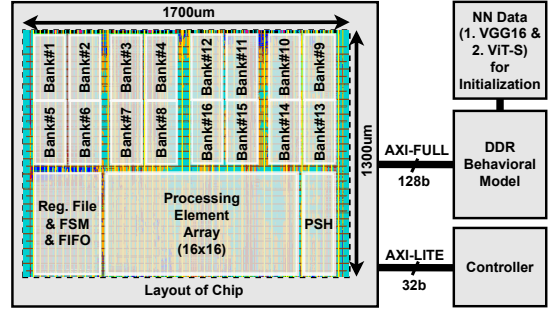 1700um
Bank#1
Bank#2
Bank#3
Bank#4
Bank#12
Bank#11
Bank#10
Bank#9
Bank#5
Bank#6
Bank#7
Bank#8
Bank#16
Bank#15
Bank#14
Bank#13
1300um
Reg. File
& FSM
& FIFO
Processing
Element
Array
(16x16)
PSH
Layout of Chip
AXI-FULL
128b
AXI-LITE
32b
NN Data
(1. VGG16 &
2. ViT-S)
for
Initialization
DDR
Behavioral
Model
Controller